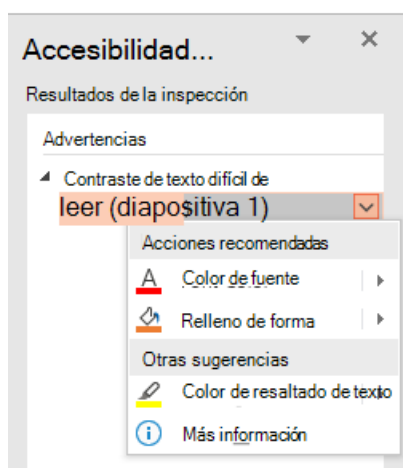 Accesibilidad...
Resultados de la inspección
Advertencias
Contraste de texto difícil de
leer (diapositiva 1)
Acciones recomendadas
Color de fuente
Relleno de forma
Otras sugerencias
Color de resaltado de texto
Más información